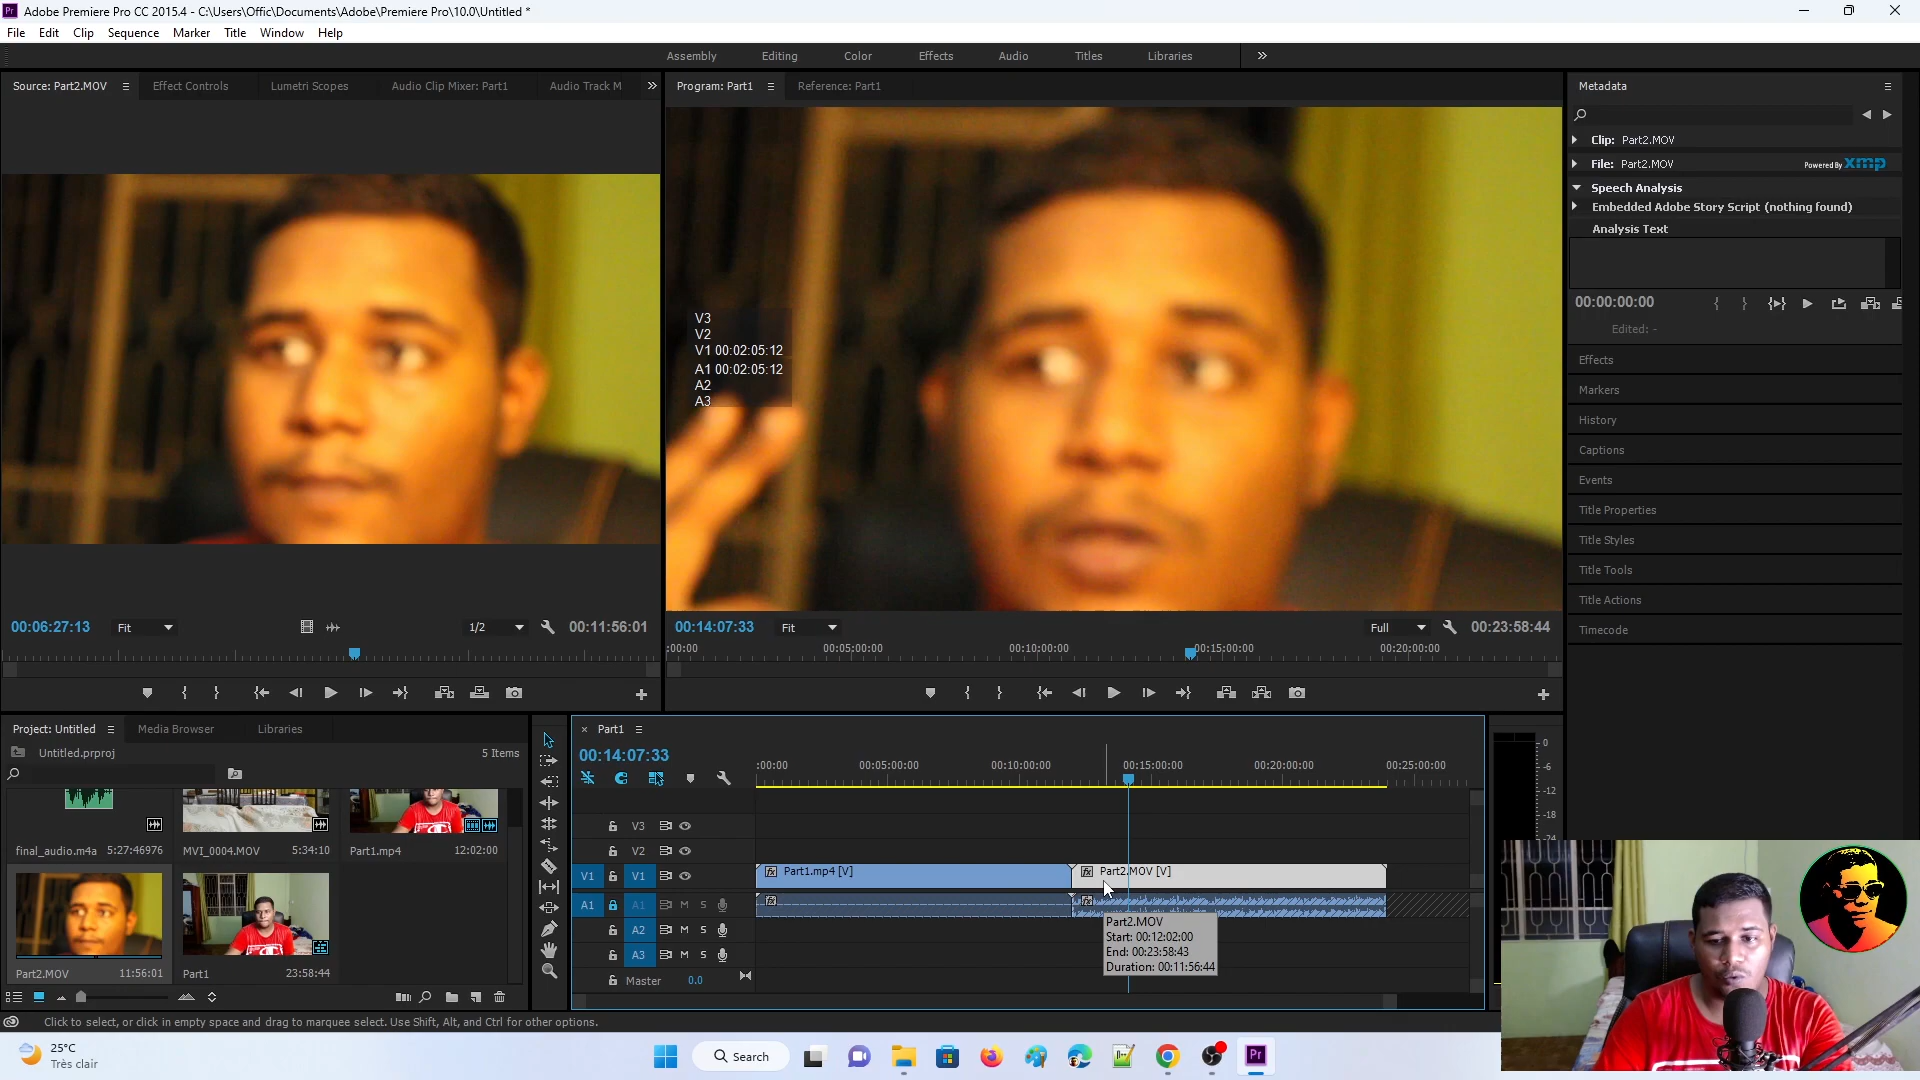 Adobe Premiere Pro CC 2015.4 - C:\Users\Offic\Documents\Adobe\Premiere Pro\10.0\Untitled *
File Edit Clip Sequence Marker Title Window Help
Assembly Editing Color Effects Audio Titles Libraries
Source: Part2.MOV Effect Controls Lumetri Scopes Audio Clip Mixer: Part1 Audio Track M
Program: Part1 Reference: Part1
V3
V2
V1 00:02:05:12
A1 00:02:05:12
A2
A3
00:06:27:13 Fit 1/2 00:11:56:01
00:14:07:33 Fit Full 00:23:58:44
:00:00 00:05:00:00 00:10:00:00 00:15:00:00 00:20:00:00
Metadata
Clip: Part2.MOV
File: Part2.MOV Powered By xmp
Speech Analysis
Embedded Adobe Story Script (nothing found)
Analysis Text
00:00:00:00
Edited: -
Effects
Markers
History
Captions
Events
Title Properties
Title Styles
Title Tools
Title Actions
Timecode
Project: Untitled Media Browser Libraries
Untitled.prproj 5 Items
final_audio.m4a 5:27:46976 MVI_0004.MOV 5:34:10 Part1.mp4 12:02:00
Part2.MOV 11:56:01 Part1 23:58:44
Part1
00:14:07:33
:00:00 00:05:00:00 00:10:00:00 00:15:00:00 00:20:00:00 00:25:00:00
V3
V2
V1 V1 fx Part1.mp4 [V] fx Part2.MOV [V]
A1 A1 M S fx fx
A2 M S
A3 M S
Master 0.0
Part2.MOV
Start: 00:12:02:00
End: 00:23:58:43
Duration: 00:11:56:44
0
-6
-12
-18
-24
Click to select, or click in empty space and drag to marquee select. Use Shift, Alt, and Ctrl for other options.
25°C
Très clair
Search
Pr